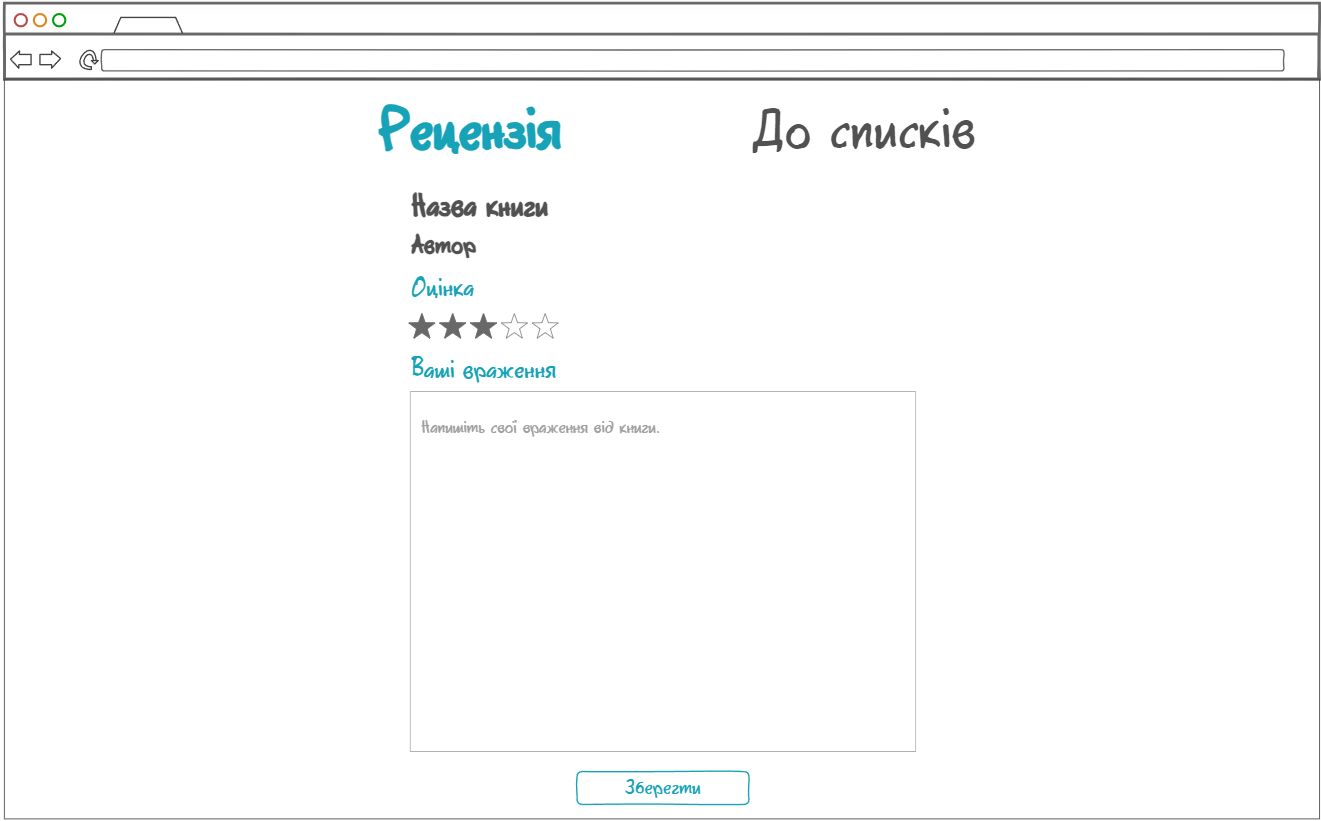 Рецензія
До списків
Назва книги
Автор
Оцінка
Ваші враження
Напишіть свої враження від книги.
Зберегти